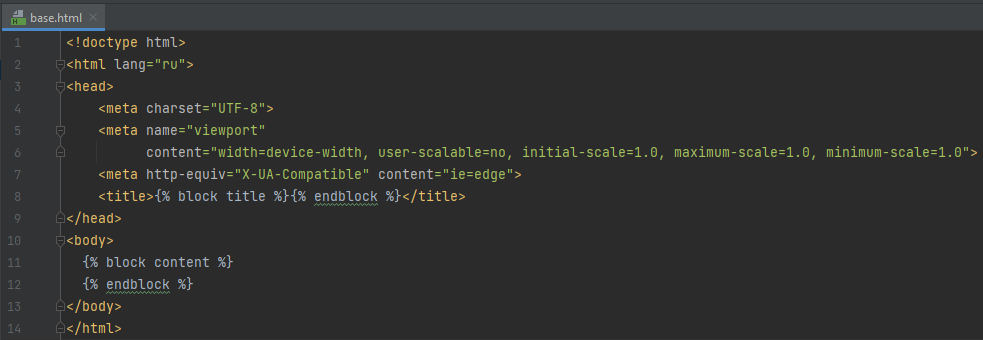 base.html
1 <!doctype html>
2 <html lang="ru">
3 <head>
4 <meta charset="UTF-8">
5 <meta name="viewport"
6 content="width=device-width, user-scalable=no, initial-scale=1.0, maximum-scale=1.0, minimum-scale=1.0">
7 <meta http-equiv="X-UA-Compatible" content="ie=edge">
8 <title>{% block title %}{% endblock %}</title>
9 </head>
10 <body>
11 {% block content %}
12 {% endblock %}
13 </body>
14 </html>